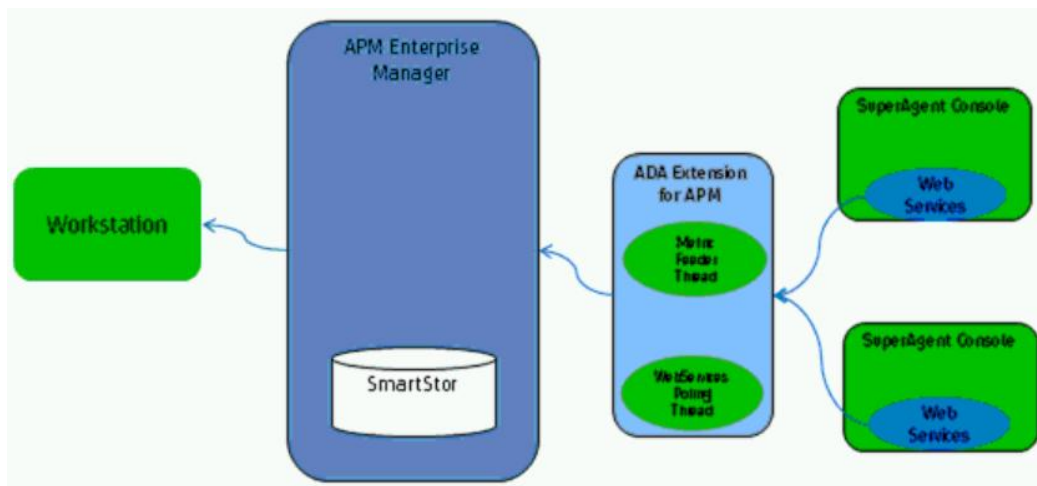 APM Enterprise
Manager
SuperAgent Console
Web
Services
ADA Extension
for APM
Workstation
Metric
Feeder
Thread
SmartStor
WebServices
Polling
Thread
SuperAgent Console
Web
Services